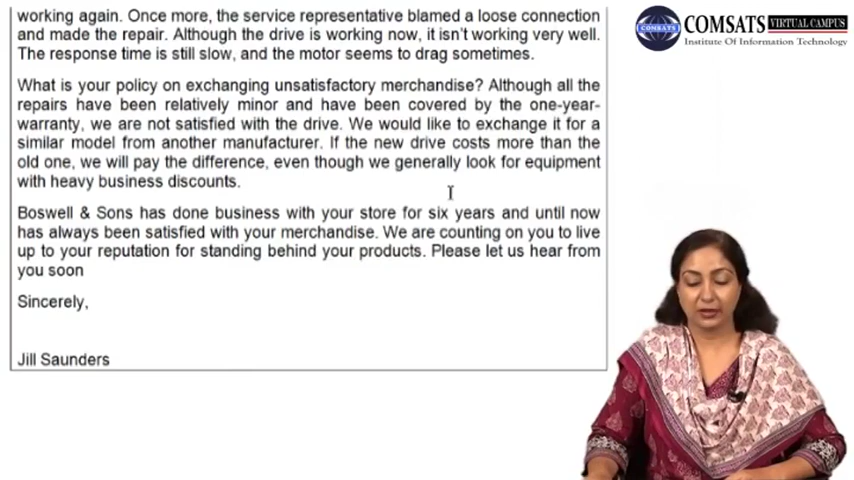 working again. Once more, the service representative blamed a loose connection
and made the repair. Although the drive is working now, it isn't working very well.
The response time is still slow, and the motor seems to drag sometimes.
What is your policy on exchanging unsatisfactory merchandise? Although all the
repairs have been relatively minor and have been covered by the one-year-
warranty, we are not satisfied with the drive. We would like to exchange it for a
similar model from another manufacturer. If the new drive costs more than the
old one, we will pay the difference, even though we generally look for equipment
with heavy business discounts.
Boswell & Sons has done business with your store for six years and until now
has always been satisfied with your merchandise. We are counting on you to live
up to your reputation for standing behind your products. Please let us hear from
you soon
Sincerely,
Jill Saunders
COMSATS
COMSATS VIRTUAL CAMPUS
Institute Of Information Technology